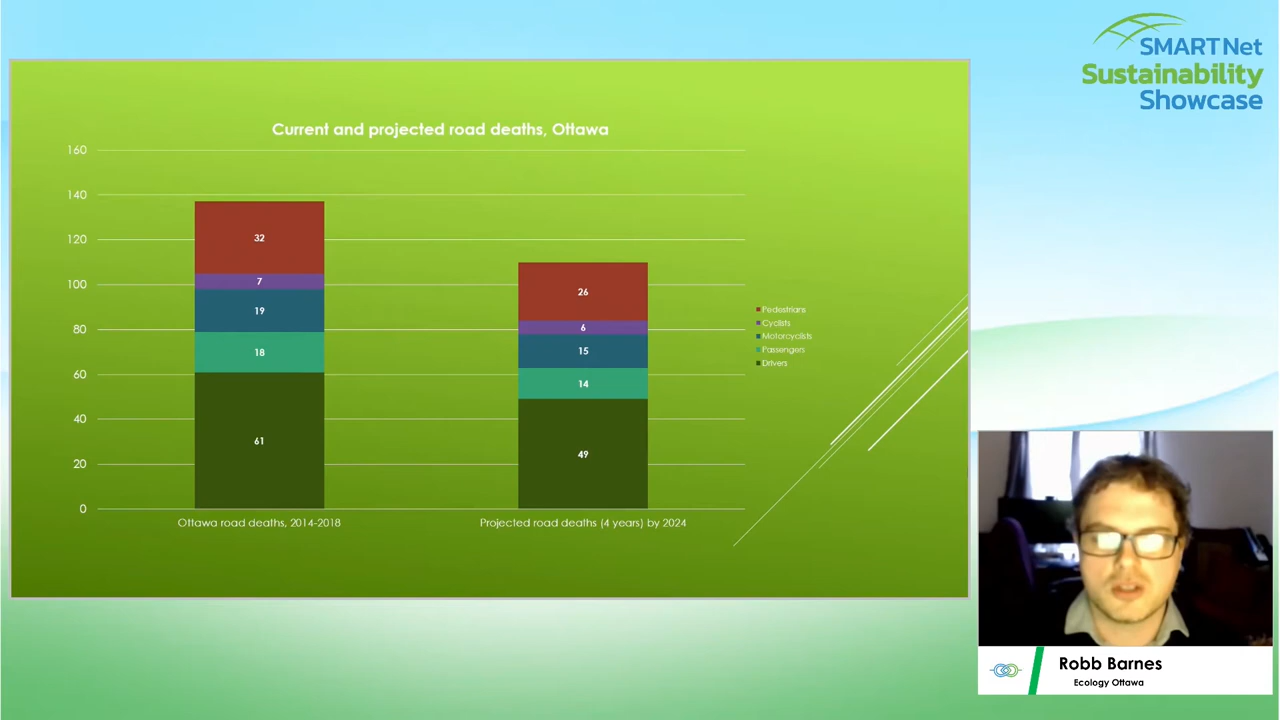 SMARTNet
Sustainability
Showcase
Current and projected road deaths, Ottawa
160
140
120
100
80
60
40
20
0
32
7
19
18
61
26
6
15
14
49
Pedestrians
Cyclists
Motorcyclists
Passengers
Drivers
Ottawa road deaths, 2014-2018
Projected road deaths (4 years) by 2024
Robb Barnes
Ecology Ottawa